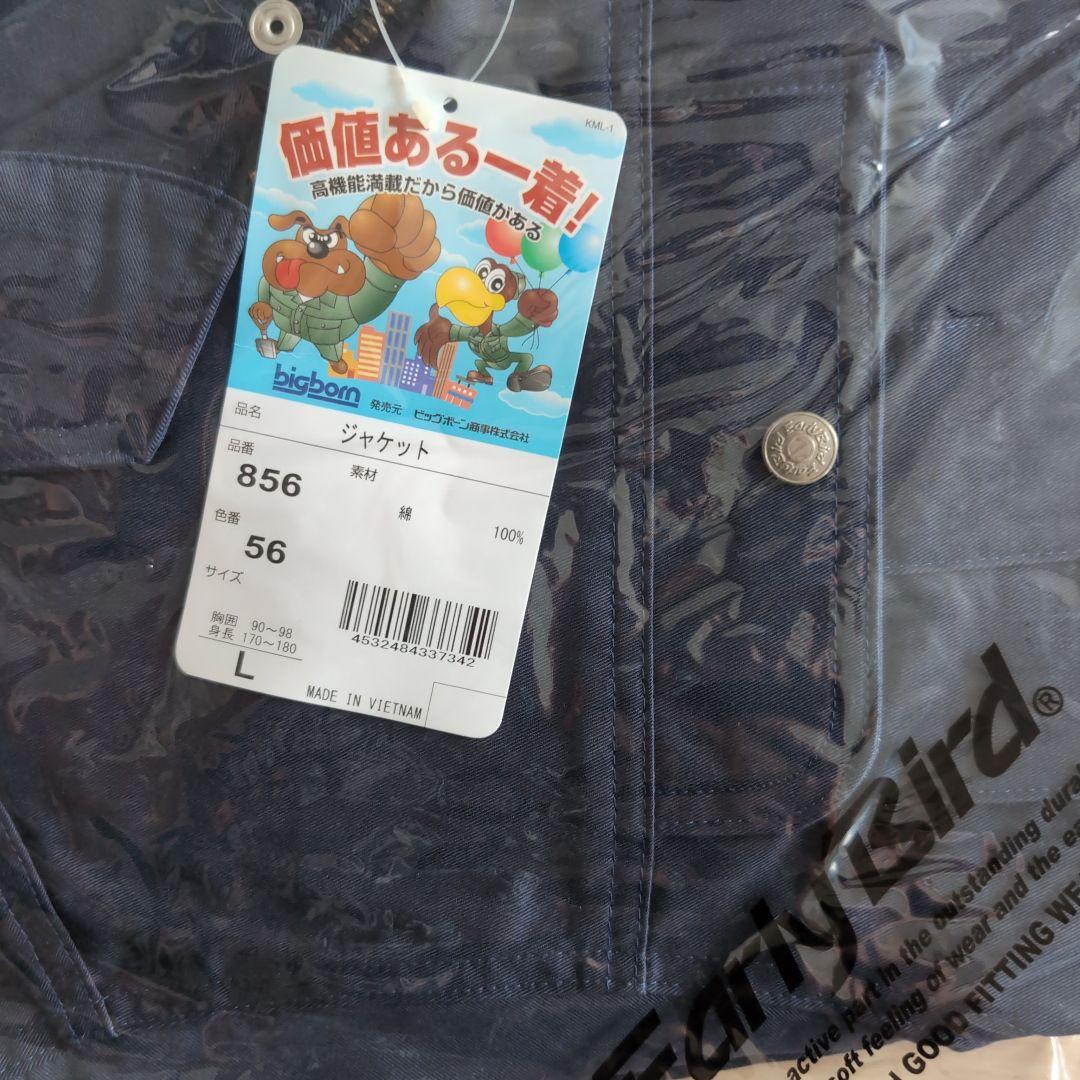 KML-1
価値ある一着!
高機能満載だから価値がある
bigborn
発売元 ビッグボーン商事株式会社
品名
ジャケット
品番
856
素材
綿
100%
色番
56
サイズ
胸囲 90～98
身長 170～180
L
4532484337342
MADE IN VIETNAM
Early Bird®
active part in the outstanding
soft feeling of wear and the
GOOD FITTING